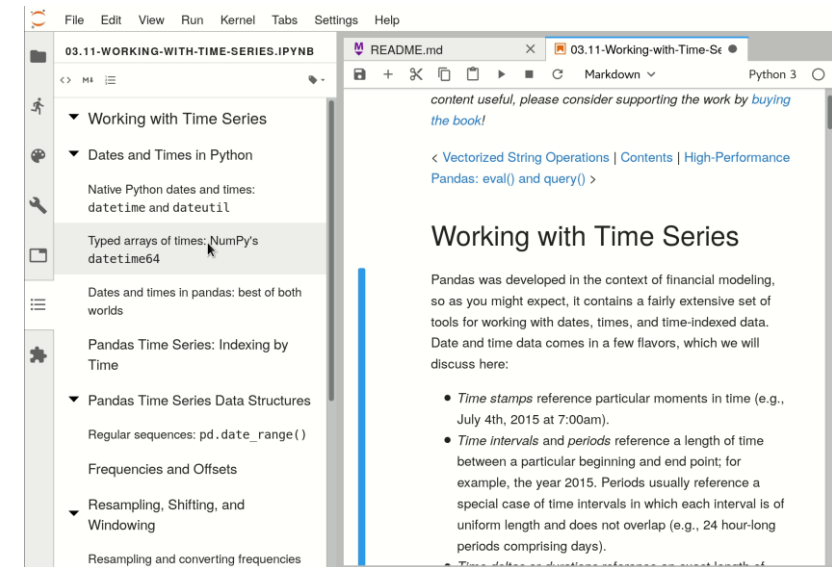 File Edit View Run Kernel Tabs Settings Help
03.11-WORKING-WITH-TIME-SERIES.IPYNB
README.md
03.11-Working-with-Time-Se
Markdown
Python 3
Working with Time Series
Dates and Times in Python
Native Python dates and times:
datetime and dateutil
Typed arrays of times: NumPy's
datetime64
Dates and times in pandas: best of both
worlds
Pandas Time Series: Indexing by
Time
Pandas Time Series Data Structures
Regular sequences: pd.date_range()
Frequencies and Offsets
Resampling, Shifting, and
Windowing
Resampling and converting frequencies
content useful, please consider supporting the work by buying
the book!
< Vectorized String Operations | Contents | High-Performance
Pandas: eval() and query() >
Working with Time Series
Pandas was developed in the context of financial modeling,
so as you might expect, it contains a fairly extensive set of
tools for working with dates, times, and time-indexed data.
Date and time data comes in a few flavors, which we will
discuss here:
• Time stamps reference particular moments in time (e.g.,
July 4th, 2015 at 7:00am).
• Time intervals and periods reference a length of time
between a particular beginning and end point; for
example, the year 2015. Periods usually reference a
special case of time intervals in which each interval is of
uniform length and does not overlap (e.g., 24 hour-long
periods comprising days).
• Time deltas or durations reference an exact length of